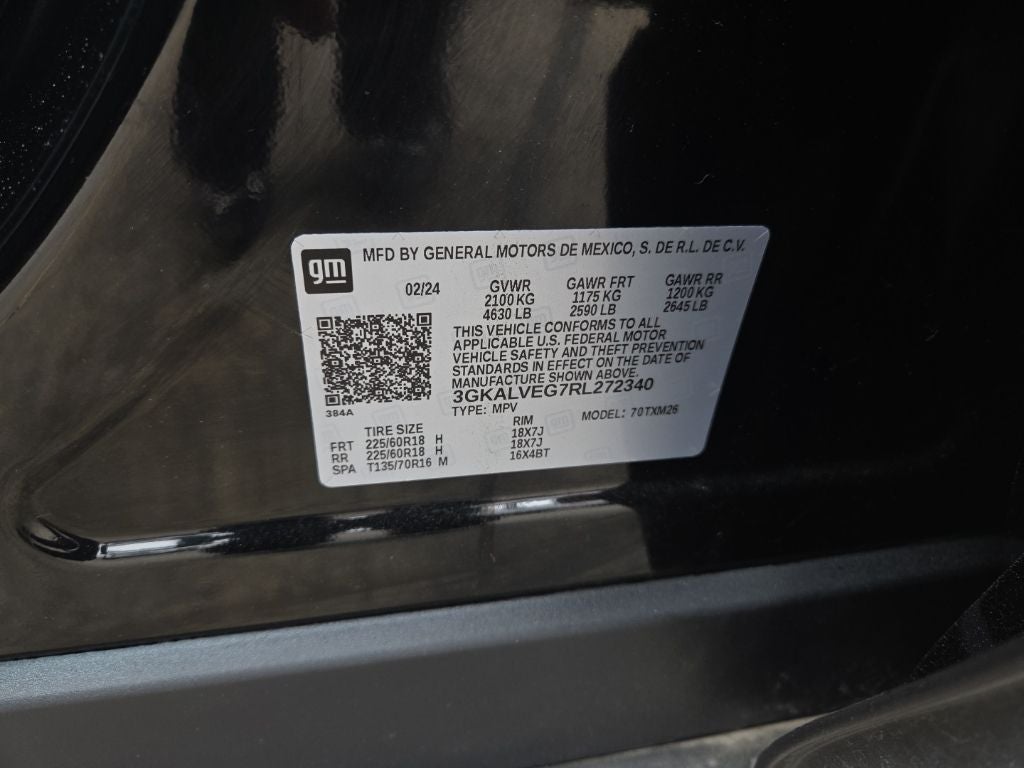 gm
MFD BY GENERAL MOTORS DE MEXICO, S. DE R.L. DE C.V.
02/24 GVWR GAWR FRT GAWR RR
2100 KG 1175 KG 1200 KG
4630 LB 2590 LB 2645 LB
THIS VEHICLE CONFORMS TO ALL
APPLICABLE U.S. FEDERAL MOTOR
VEHICLE SAFETY AND THEFT PREVENTION
STANDARDS IN EFFECT ON THE DATE OF
MANUFACTURE SHOWN ABOVE.
3GKALVEG7RL272340
384A
TYPE: MPV MODEL: 70TXM26
TIRE SIZE RIM
FRT 225/60R18 H 18X7J
RR 225/60R18 H 18X7J
SPA T135/70R16 M 16X4BT